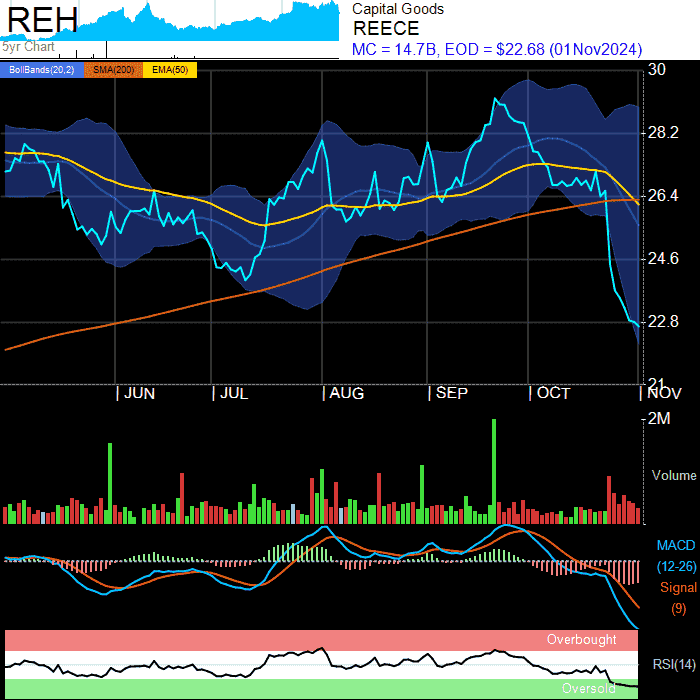 REH
5yr Chart
Capital Goods
REECE
MC = 14.7B, EOD = $22.68 (01Nov2024)
BollBands(20,2) SMA(200) EMA(50)
30
28.2
26.4
24.6
22.8
21
JUN JUL AUG SEP OCT NOV
2M
Volume
MACD
(12-26)
Signal
(9)
Overbought
RSI(14)
Oversold